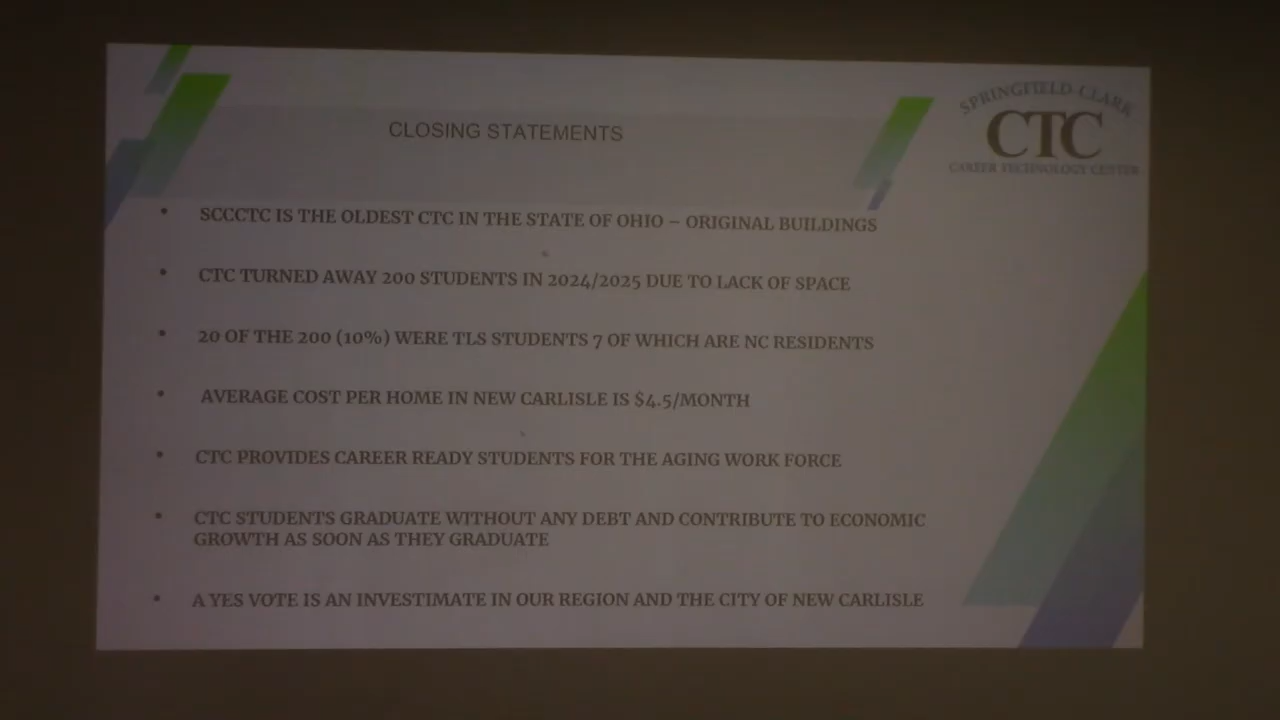 SPRINGFIELD-CLARK
CTC
CAREER TECHNOLOGY CENTER
CLOSING STATEMENTS
• SCCCTC IS THE OLDEST CTC IN THE STATE OF OHIO – ORIGINAL BUILDINGS
• CTC TURNED AWAY 200 STUDENTS IN 2024/2025 DUE TO LACK OF SPACE
• 20 OF THE 200 (10%) WERE TLS STUDENTS 7 OF WHICH ARE NC RESIDENTS
• AVERAGE COST PER HOME IN NEW CARLISLE IS $4.5/MONTH
• CTC PROVIDES CAREER READY STUDENTS FOR THE AGING WORK FORCE
• CTC STUDENTS GRADUATE WITHOUT ANY DEBT AND CONTRIBUTE TO ECONOMIC
GROWTH AS SOON AS THEY GRADUATE
• A YES VOTE IS AN INVESTIMATE IN OUR REGION AND THE CITY OF NEW CARLISLE